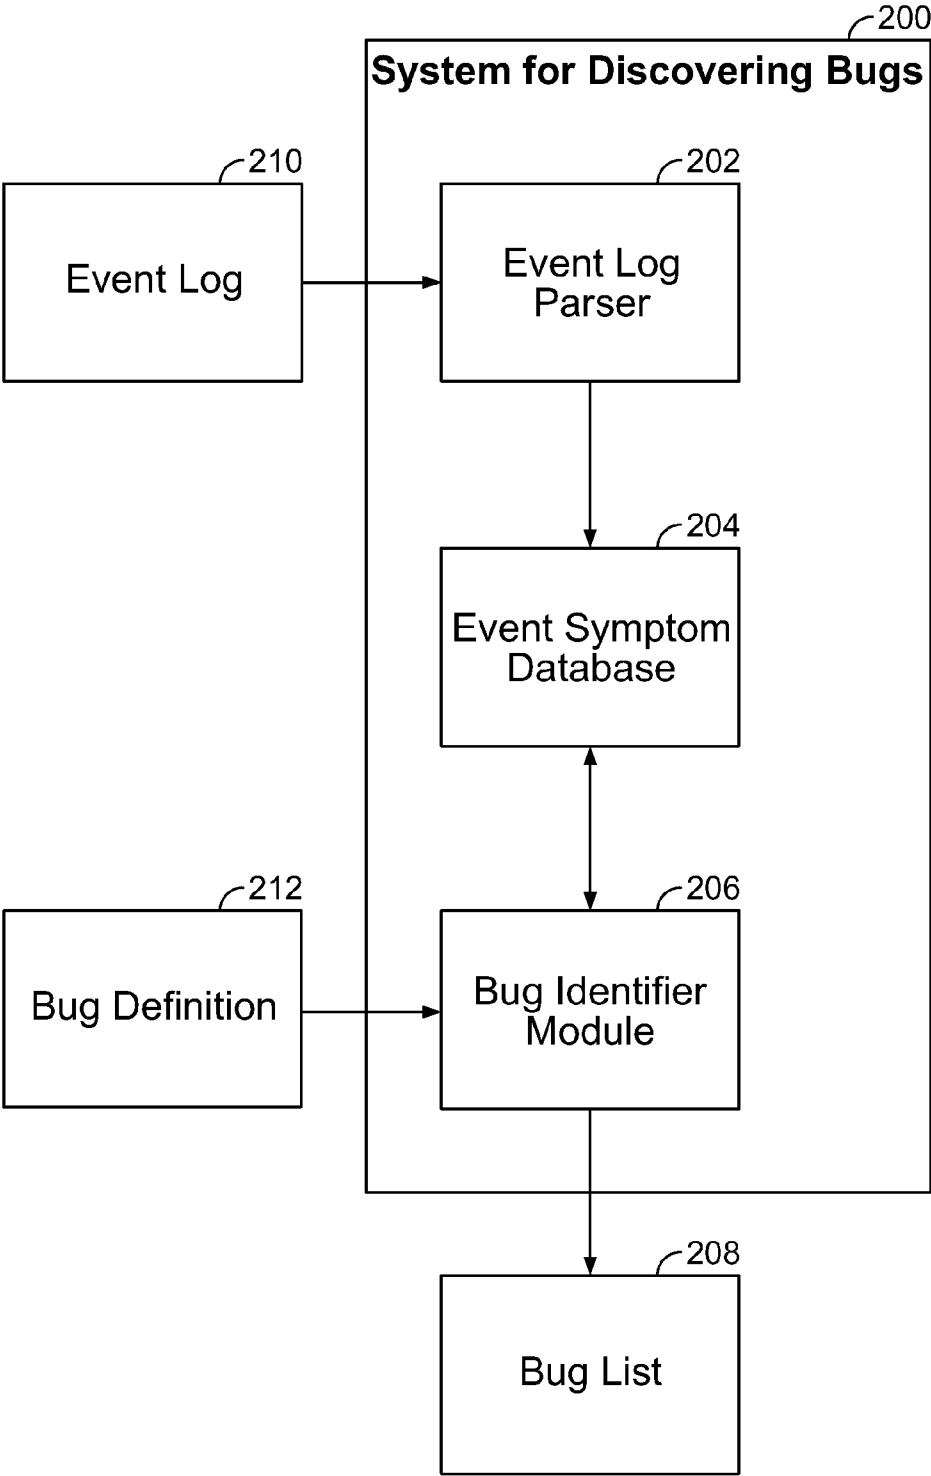 200
System for Discovering Bugs
210
202
Event Log
Event Log
Parser
204
Event Symptom
Database
212
206
Bug Definition
Bug Identifier
Module
208
Bug List